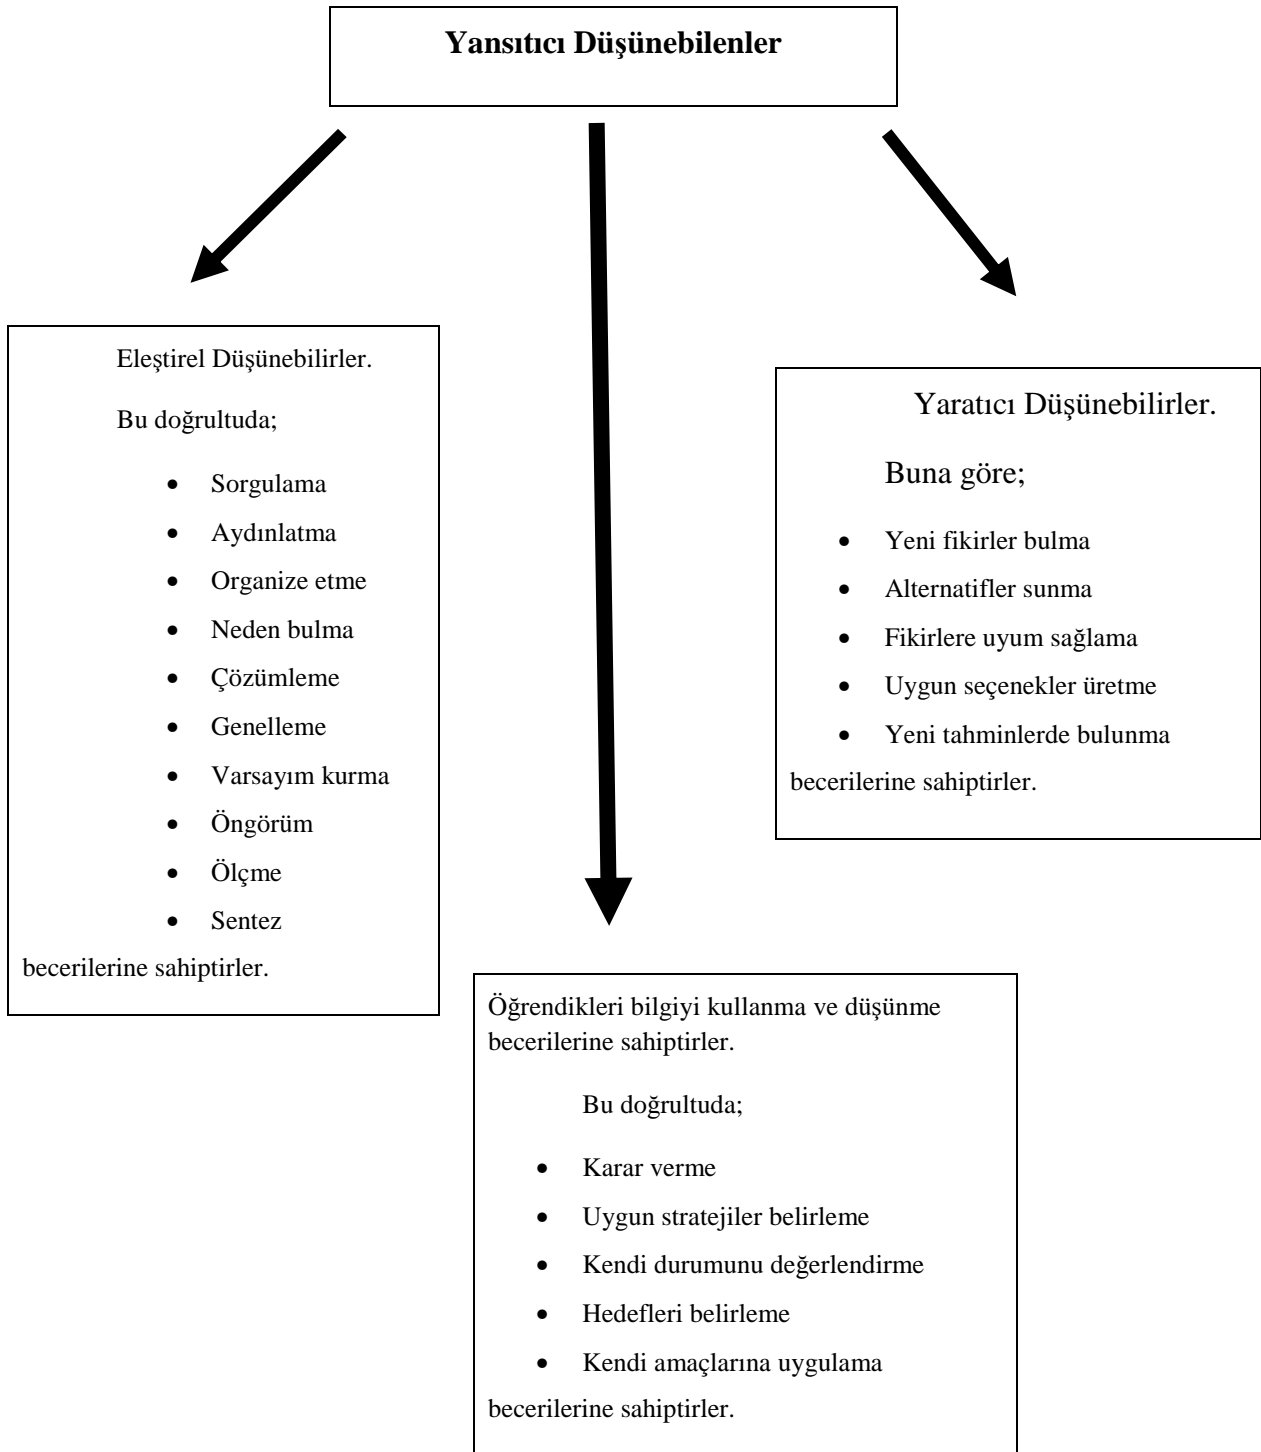 Yansıtıcı Düşünebilenler
Eleştirel Düşünebilirler.
Bu doğrultuda;
• Sorgulama
• Aydınlatma
• Organize etme
• Neden bulma
• Çözümleme
• Genelleme
• Varsayım kurma
• Öngörüm
• Ölçme
• Sentez
becerilerine sahiptirler.
Yaratıcı Düşünebilirler.
Buna göre;
• Yeni fikirler bulma
• Alternatifler sunma
• Fikirlere uyum sağlama
• Uygun seçenekler üretme
• Yeni tahminlerde bulunma
becerilerine sahiptirler.
Öğrendikleri bilgiyi kullanma ve düşünme
becerilerine sahiptirler.
Bu doğrultuda;
• Karar verme
• Uygun stratejiler belirleme
• Kendi durumunu değerlendirme
• Hedefleri belirleme
• Kendi amaçlarına uygulama
becerilerine sahiptirler.